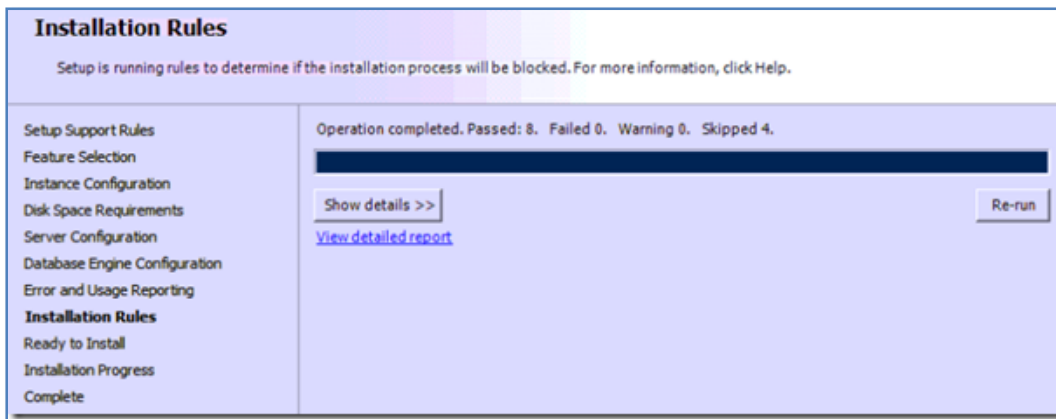 Installation Rules
Setup is running rules to determine if the installation process will be blocked. For more information, click Help.
Setup Support Rules
Feature Selection
Instance Configuration
Disk Space Requirements
Server Configuration
Database Engine Configuration
Error and Usage Reporting
Installation Rules
Ready to Install
Installation Progress
Complete
Operation completed. Passed: 8. Failed 0. Warning 0. Skipped 4.
Show details >>
Re-run
View detailed report